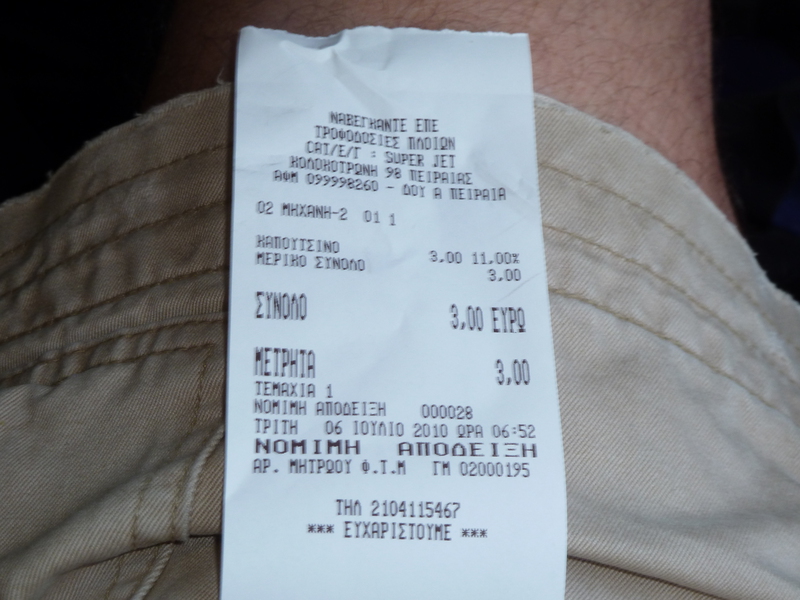 ΝΑΒΕΓΚΑΝΤΕ ΕΠΕ
ΤΡΟΦΟΔΟΣΙΕΣ ΠΛΟΙΩΝ
CAT/Ε/Γ : SUPER JET
ΚΟΛΟΚΟΤΡΩΝΗ 98 ΠΕΙΡΑΙΑΣ
ΑΦΜ 099998260 - ΔΟΥ Α ΠΕΙΡΑΙΑ
02 ΜΗΧΑΝΗ-2 01 1
ΚΑΠΟΥΤΣΙΝΟ 3,00 11,00%
ΜΕΡΙΚΟ ΣΥΝΟΛΟ 3,00
ΣΥΝΟΛΟ 3,00 ΕΥΡΩ
ΜΕΤΡΗΤΑ 3,00
ΤΕΜΑΧΙΑ 1
ΝΟΜΙΜΗ ΑΠΟΔΕΙΞΗ 000028
ΤΡΙΤΗ 06 ΙΟΥΛΙΟ 2010 ΩΡΑ 06:52
ΝΟΜΙΜΗ ΑΠΟΔΕΙΞΗ
ΑΡ. ΜΗΤΡΩΟΥ Φ.Τ.Μ ΓΜ 02000195
ΤΗΛ 2104115467
*** ΕΥΧΑΡΙΣΤΟΥΜΕ ***